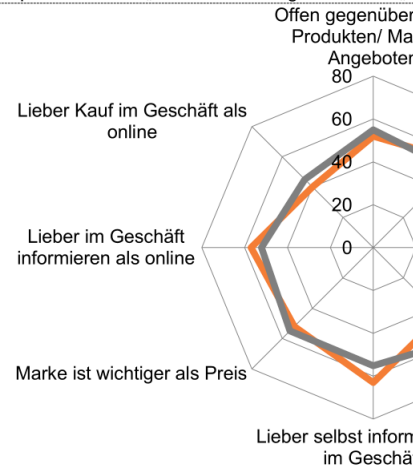 Offen gegenüber
Produkten/ Ma
Angeboter
80
Lieber Kauf im Geschäft als
online
60
40
20
Lieber im Geschäft
informieren als online
0
Marke ist wichtiger als Preis
Lieber selbst inform
im Geschä